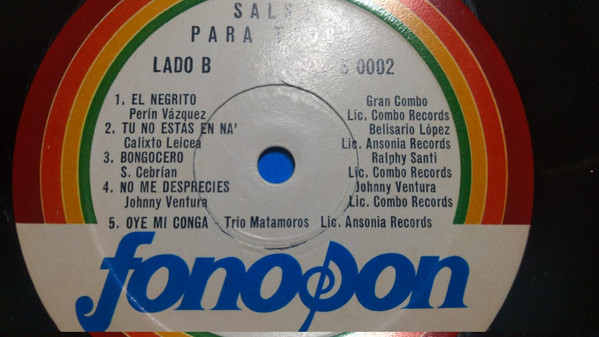 SALSA
PARA
LADO B 0002
1. EL NEGRITO Gran Combo
Perín Vázquez Lic. Combo Records
2. TU NO ESTAS EN NA' Belisario López
Calixto Leicea Lic. Ansonia Records
3. BONGOCERO Ralphy Santi
S. Cebrían Lic. Combo Records
4. NO ME DESPRECIES Johnny Ventura
Johnny Ventura Lic. Combo Records
5. OYE MI CONGA - Trio Matamoros Lic. Ansonia Records
fonoson